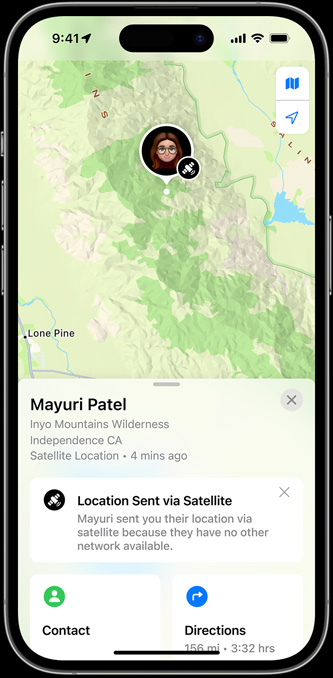 9:41
I N S
S A L I N
Lone Pine
Mayuri Patel
Inyo Mountains Wilderness
Independence CA
Satellite Location • 4 mins ago
Location Sent via Satellite
Mayuri sent you their location via
satellite because they have no other
network available.
Contact
Directions
156 mi • 3:32 hrs